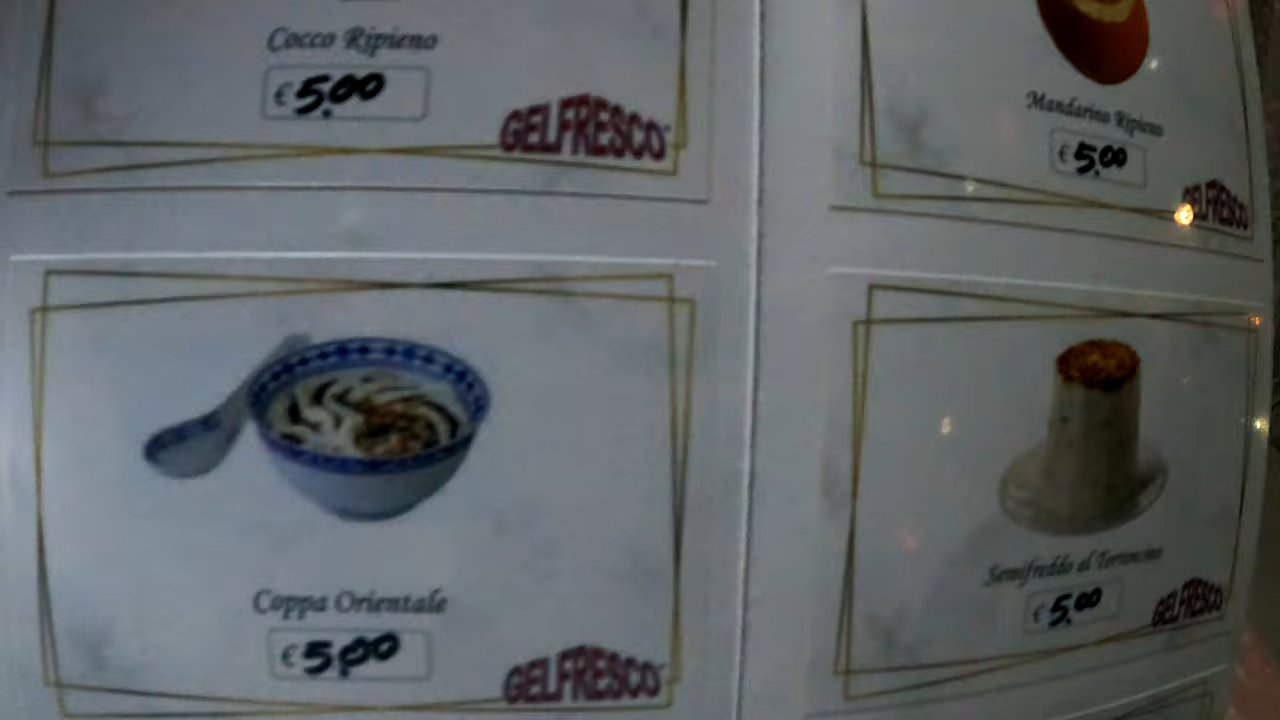 Cocco Ripieno
€ 5.00
GELFRESCO
Mandarino Ripieno
€ 5.00
GELFRESCO
Coppa Orientale
€ 5,00
GELFRESCO
Semifreddo al Torroncino
€ 5.00
GELFRESCO